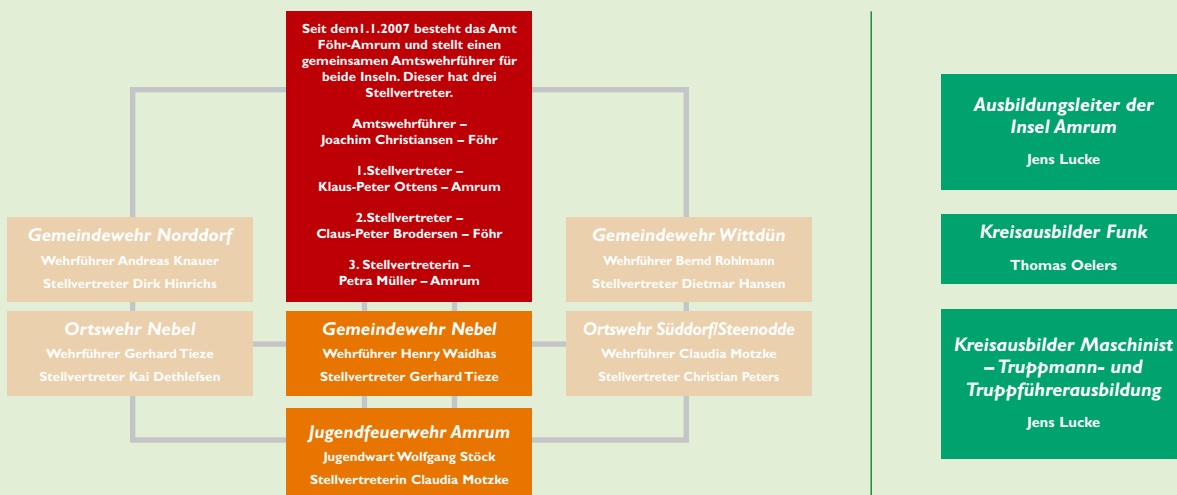 Seit dem1.1.2007 besteht das Amt
Föhr-Amrum und stellt einen
gemeinsamen Amtswehrführer für
beide Inseln. Dieser hat drei
Stellvertreter.
Amtswehrführer –
Joachim Christiansen – Föhr
1.Stellvertreter –
Klaus-Peter Ottens – Amrum
2.Stellvertreter –
Claus-Peter Brodersen – Föhr
3. Stellvertreterin –
Petra Müller – Amrum
Gemeindewehr Norddorf
Wehrführer Andreas Knauer
Stellvertreter Dirk Hinrichs
Gemeindewehr Wittdün
Wehrführer Bernd Rohlmann
Stellvertreter Dietmar Hansen
Ortswehr Nebel
Wehrführer Gerhard Tieze
Stellvertreter Kai Dethlefsen
Gemeindewehr Nebel
Wehrführer Henry Waidhas
Stellvertreter Gerhard Tieze
Ortswehr Süddorf/Steenodde
Wehrführer Claudia Motzke
Stellvertreter Christian Peters
Jugendfeuerwehr Amrum
Jugendwart Wolfgang Stöck
Stellvertreterin Claudia Motzke
Ausbildungsleiter der
Insel Amrum
Jens Lucke
Kreisausbilder Funk
Thomas Oelers
Kreisausbilder Maschinist
– Truppmann- und
Truppführerausbildung
Jens Lucke